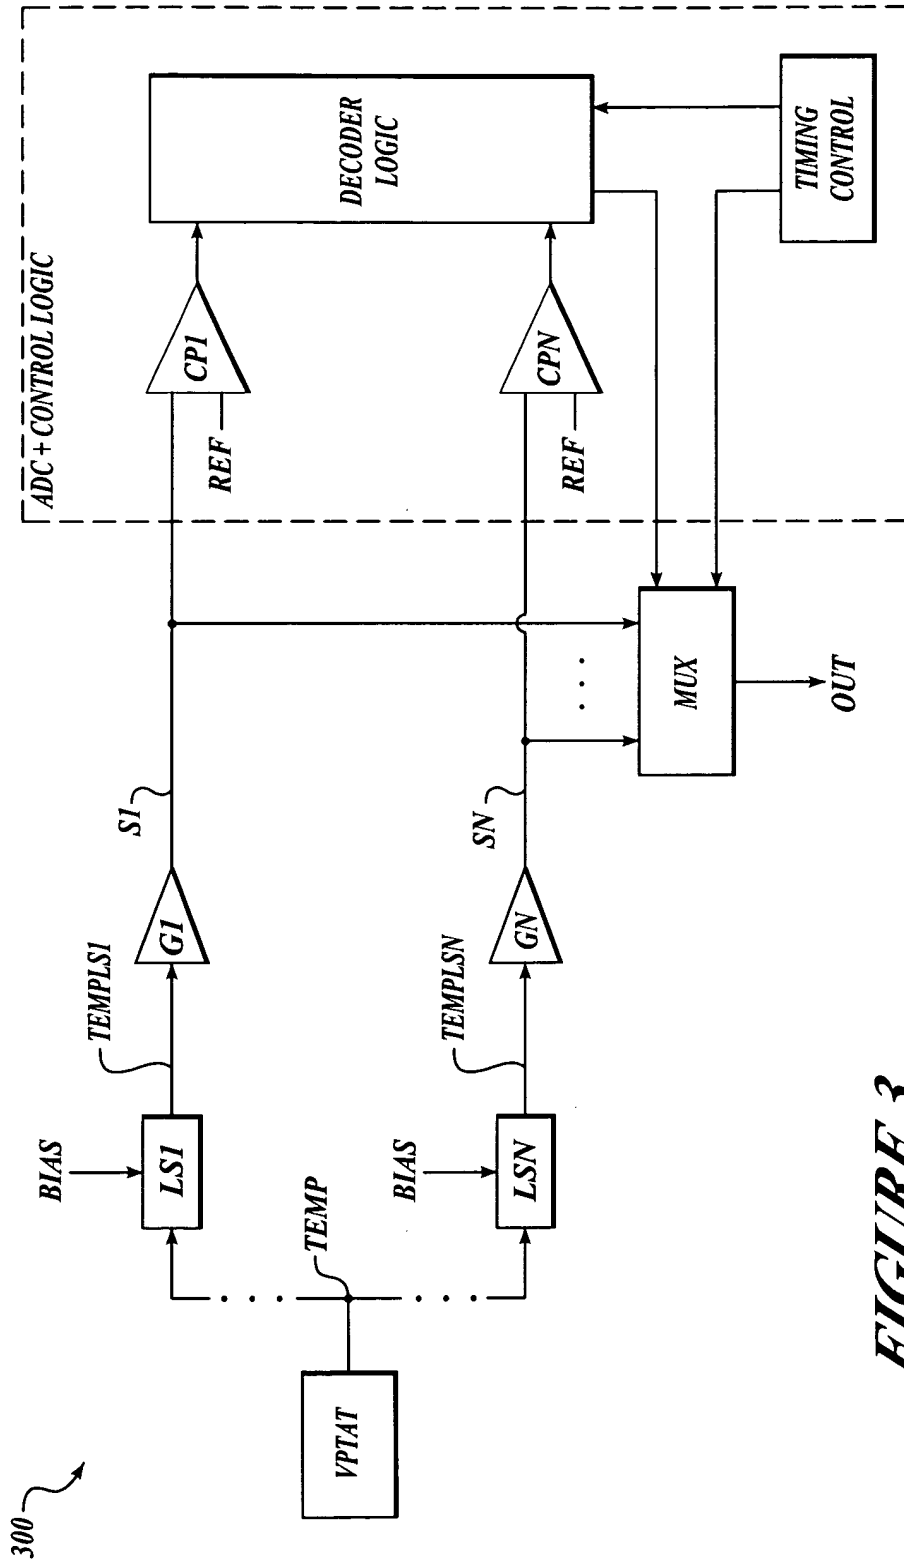 300
ADC+CONTROL LOGIC
BIAS
TEMPLS1
S1
LS1
G1
CP1
REF
DECODER
LOGIC
VPTAT
TEMP
BIAS
TEMPLSN
SN
LSN
GN
CPN
REF
MUX
OUT
TIMING
CONTROL
FIGURE 3